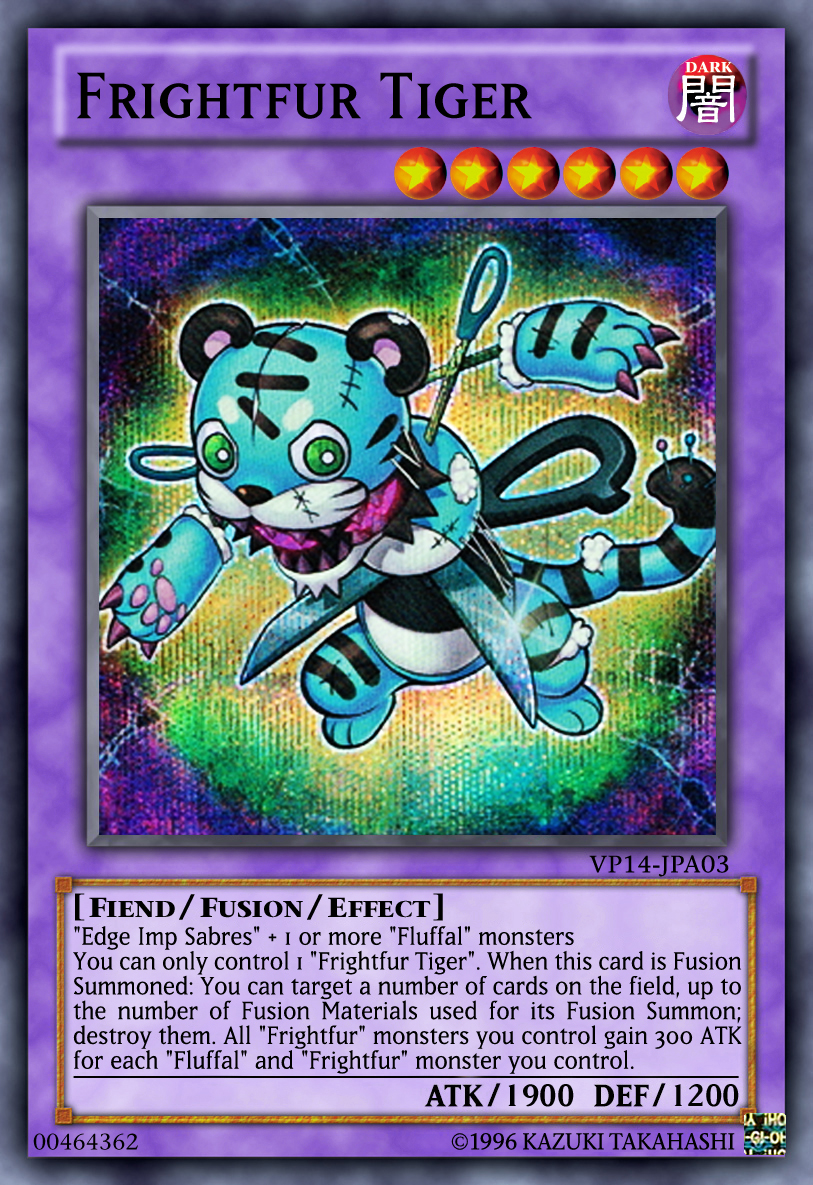 Frightfur Tiger
DARK
闇
VP14-JPA03
[Fiend/Fusion/Effect]
"Edge Imp Sabres" + 1 or more "Fluffal" monsters
You can only control 1 "Frightfur Tiger". When this card is Fusion
Summoned: You can target a number of cards on the field, up to
the number of Fusion Materials used for its Fusion Summon;
destroy them. All "Frightfur" monsters you control gain 300 ATK
for each "Fluffal" and "Frightfur" monster you control.
ATK/1900 DEF/1200
00464362
©1996 KAZUKI TAKAHASHI